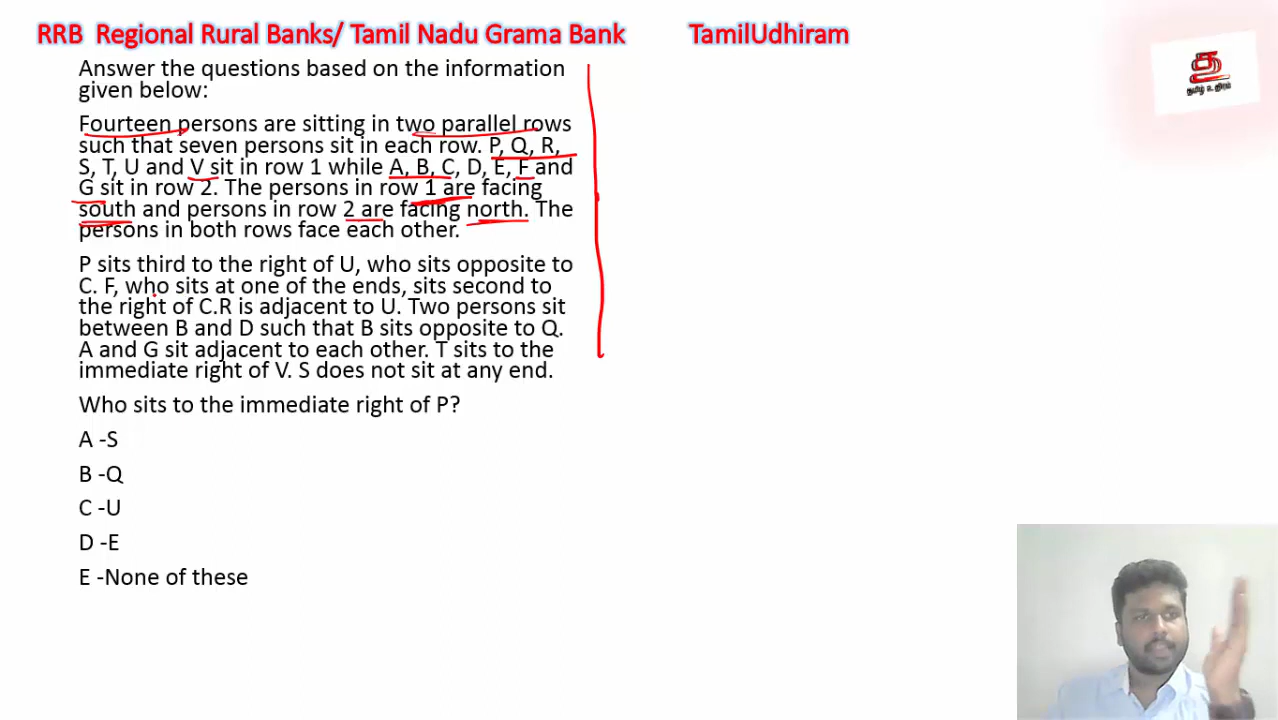 RRB Regional Rural Banks/ Tamil Nadu Grama Bank TamilUdhiram
Answer the questions based on the information
given below:
Fourteen persons are sitting in two parallel rows
such that seven persons sit in each row. P, Q, R,
S, T, U and V sit in row 1 while A, B, C, D, E, F and
G sit in row 2. The persons in row 1 are facing
south and persons in row 2 are facing north. The
persons in both rows face each other.
P sits third to the right of U, who sits opposite to
C. F, who sits at one of the ends, sits second to
the right of C.R is adjacent to U. Two persons sit
between B and D such that B sits opposite to Q.
A and G sit adjacent to each other. T sits to the
immediate right of V. S does not sit at any end.
Who sits to the immediate right of P?
A -S
B -Q
C -U
D -E
E -None of these
த
தமிழ் உதிரம்